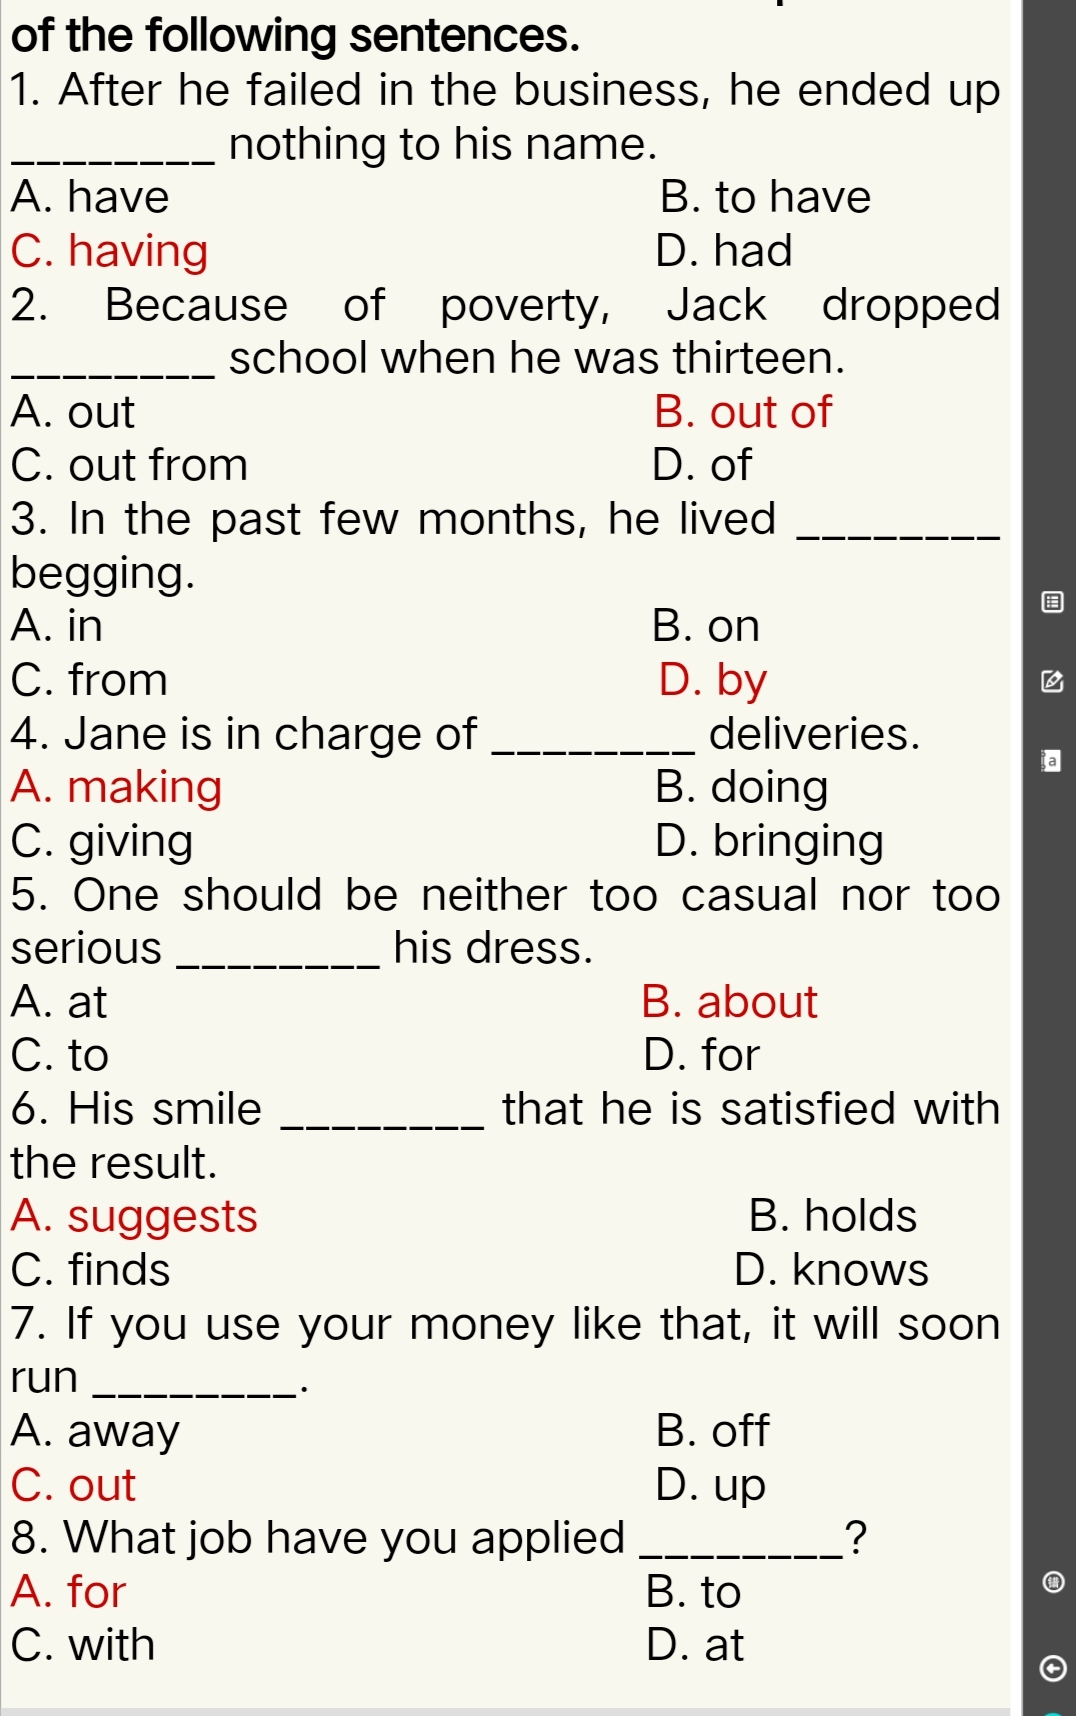 of the following sentences.
1. After he failed in the business, he ended up
________ nothing to his name.
A. have B. to have
C. having D. had
2. Because of poverty, Jack dropped
________ school when he was thirteen.
A. out B. out of
C. out from D. of
3. In the past few months, he lived ________
begging.
A. in B. on
C. from D. by
4. Jane is in charge of ________ deliveries.
A. making B. doing
C. giving D. bringing
5. One should be neither too casual nor too
serious ________ his dress.
A. at B. about
C. to D. for
6. His smile ________ that he is satisfied with
the result.
A. suggests B. holds
C. finds D. knows
7. If you use your money like that, it will soon
run ________.
A. away B. off
C. out D. up
8. What job have you applied ________?
A. for B. to
C. with D. at
a
错